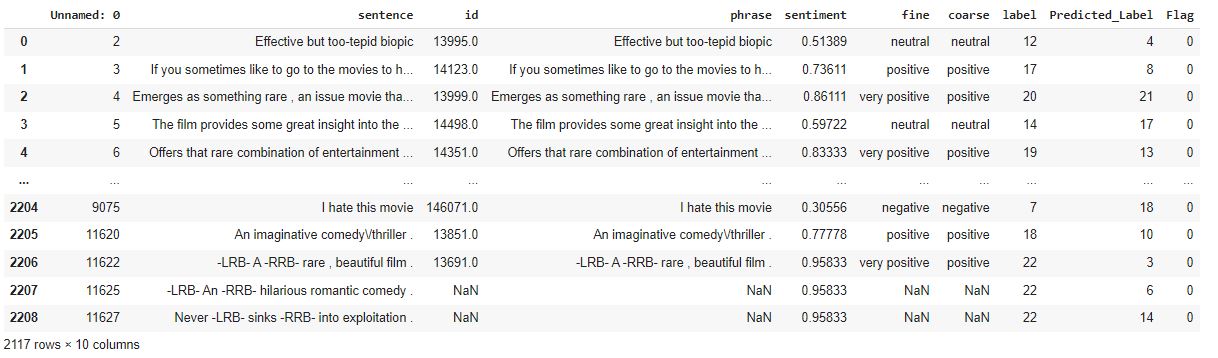 Unnamed: 0 sentence id phrase sentiment fine coarse label Predicted_Label Flag
0 2 Effective but too-tepid biopic 13995.0 Effective but too-tepid biopic 0.51389 neutral neutral 12 4 0
1 3 If you sometimes like to go to the movies to h... 14123.0 If you sometimes like to go to the movies to h... 0.73611 positive positive 17 8 0
2 4 Emerges as something rare , an issue movie tha... 13999.0 Emerges as something rare , an issue movie tha... 0.86111 very positive positive 20 21 0
3 5 The film provides some great insight into the ... 14498.0 The film provides some great insight into the ... 0.59722 neutral neutral 14 17 0
4 6 Offers that rare combination of entertainment ... 14351.0 Offers that rare combination of entertainment ... 0.83333 very positive positive 19 13 0
... ... ... ... ... ... ... ... ... ... ...
2204 9075 I hate this movie 146071.0 I hate this movie 0.30556 negative negative 7 18 0
2205 11620 An imaginative comedy\/thriller . 13851.0 An imaginative comedy\/thriller . 0.77778 positive positive 18 10 0
2206 11622 -LRB- A -RRB- rare , beautiful film . 13691.0 -LRB- A -RRB- rare , beautiful film . 0.95833 very positive positive 22 3 0
2207 11625 -LRB- An -RRB- hilarious romantic comedy . NaN NaN 0.95833 NaN NaN 22 6 0
2208 11627 Never -LRB- sinks -RRB- into exploitation . NaN NaN 0.95833 NaN NaN 22 14 0
2117 rows × 10 columns